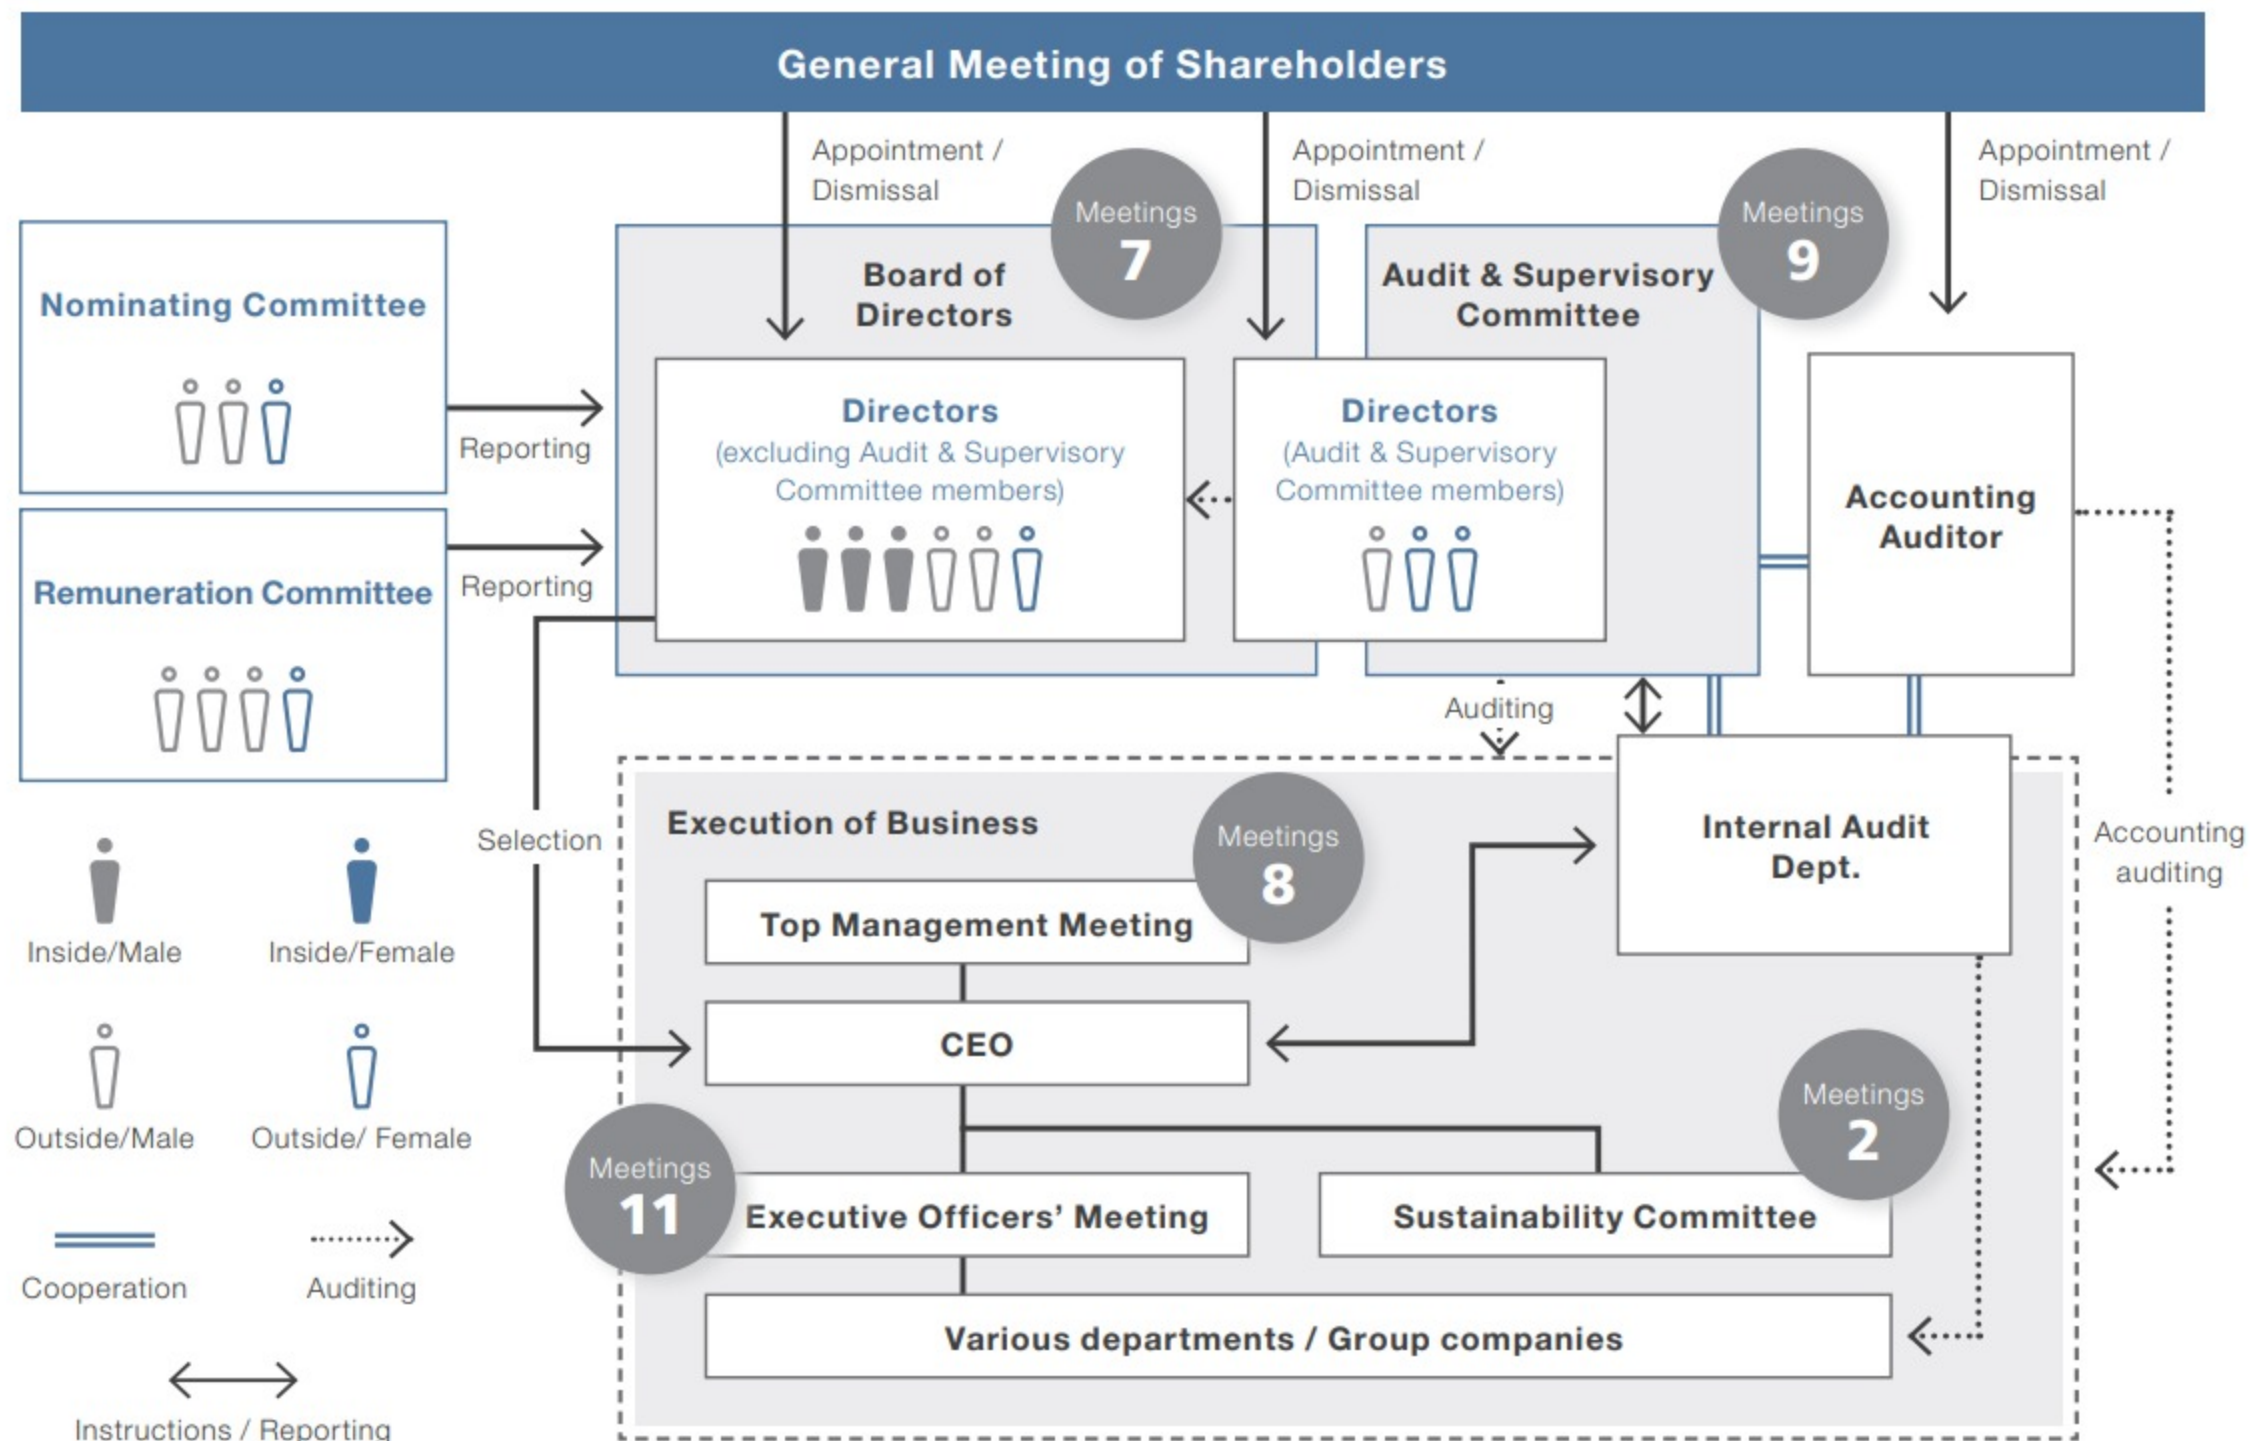 General Meeting of Shareholders
Appointment /
Dismissal
Appointment /
Dismissal
Appointment /
Dismissal
Meetings
7
Meetings
9
Nominating Committee
Reporting
Remuneration Committee
Reporting
Board of
Directors
Audit & Supervisory
Committee
Directors
(excluding Audit & Supervisory
Committee members)
Directors
(Audit & Supervisory
Committee members)
Accounting
Auditor
Auditing
Selection
Execution of Business
Meetings
8
Top Management Meeting
CEO
Internal Audit
Dept.
Accounting
auditing
Meetings
2
Meetings
11
Executive Officers’ Meeting
Sustainability Committee
Various departments / Group companies
Inside/Male
Inside/Female
Outside/Male
Outside/ Female
Cooperation
Auditing
Instructions / Reporting